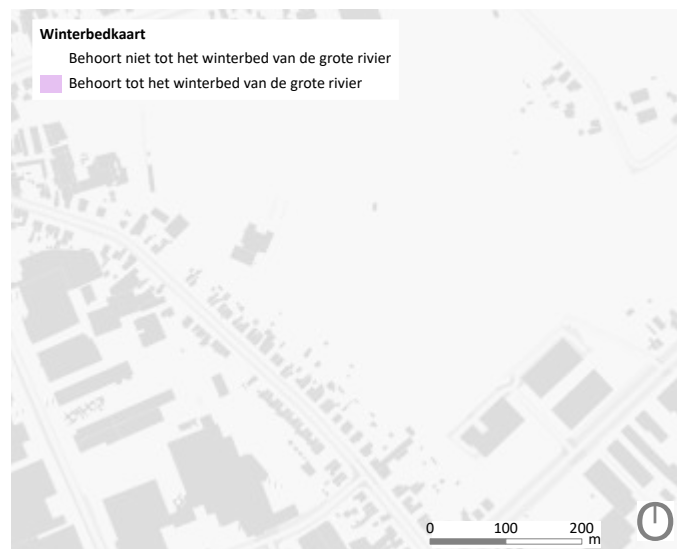 Winterbedkaart
Behoort niet tot het winterbed van de grote rivier
Behoort tot het winterbed van de grote rivier
0 100 200
m